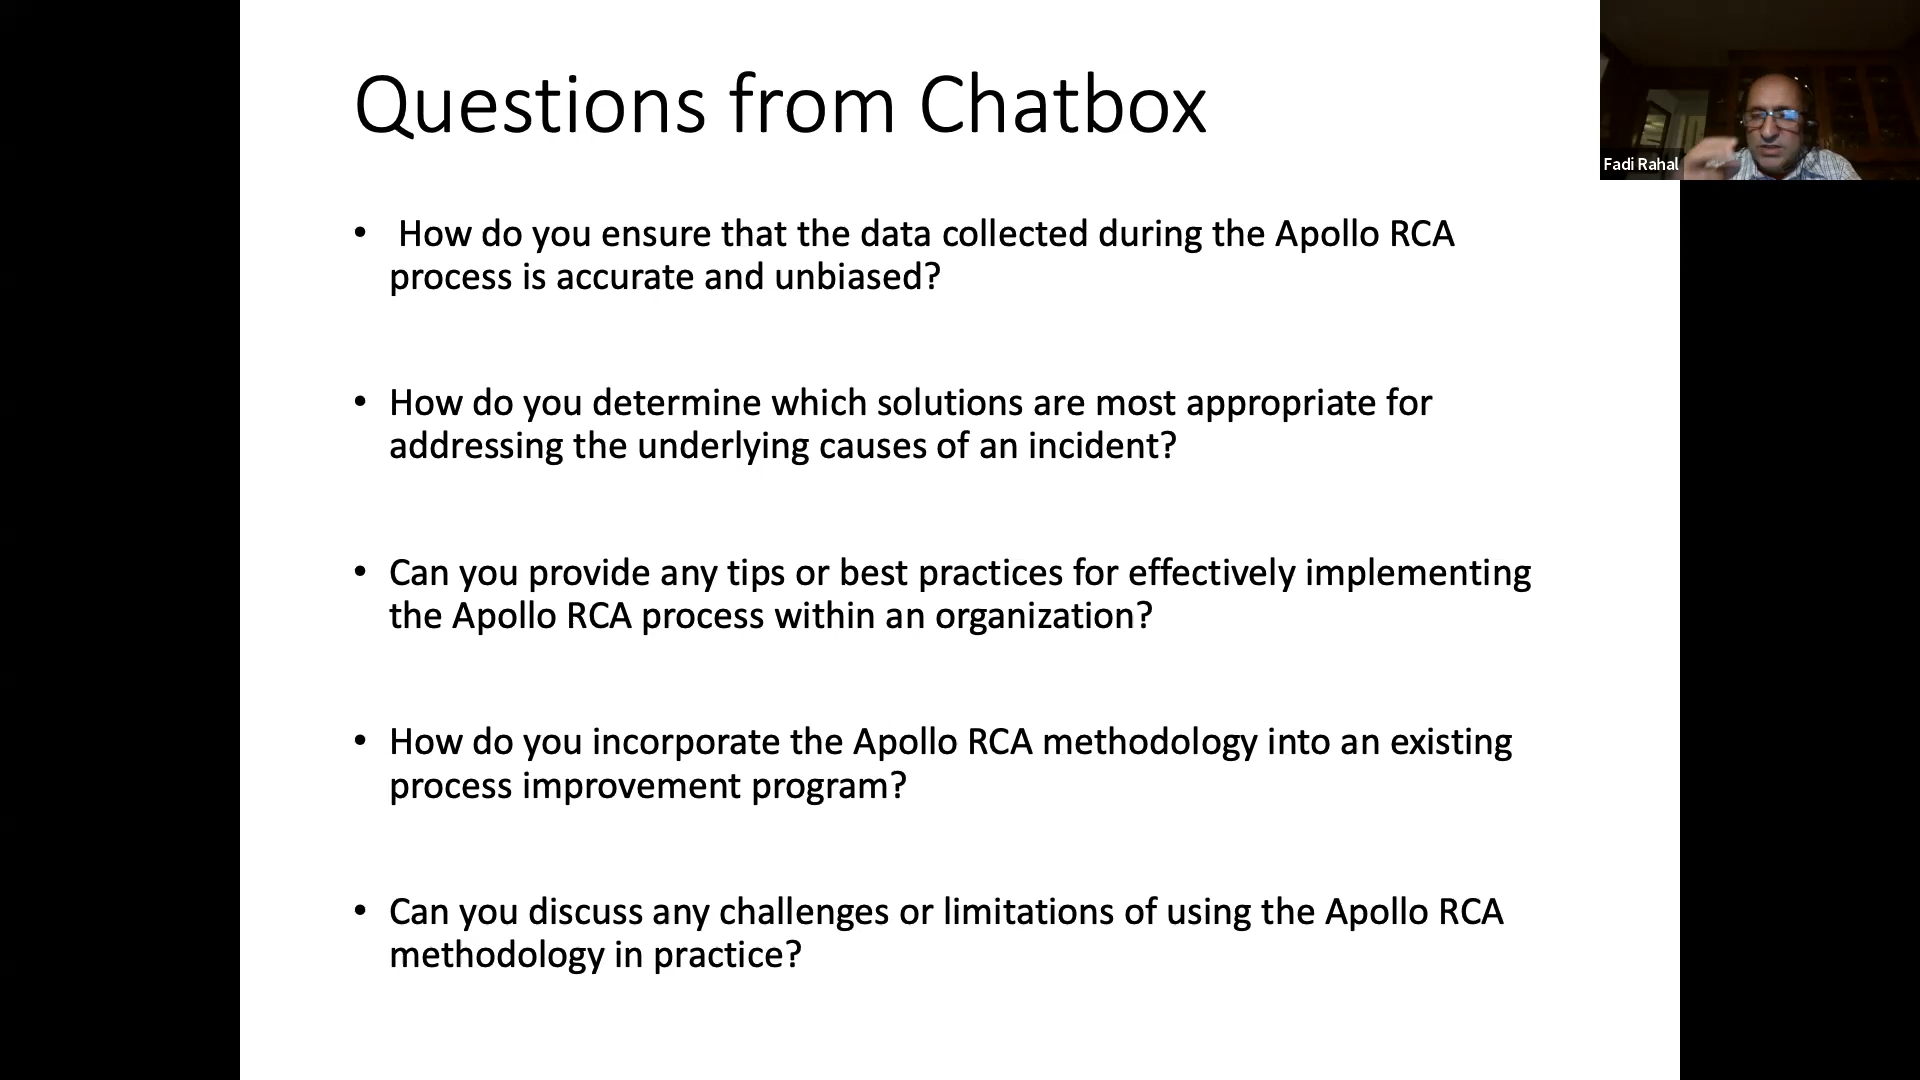 Questions from Chatbox
Fadi Rahal
• How do you ensure that the data collected during the Apollo RCA
process is accurate and unbiased?
• How do you determine which solutions are most appropriate for
addressing the underlying causes of an incident?
• Can you provide any tips or best practices for effectively implementing
the Apollo RCA process within an organization?
• How do you incorporate the Apollo RCA methodology into an existing
process improvement program?
• Can you discuss any challenges or limitations of using the Apollo RCA
methodology in practice?